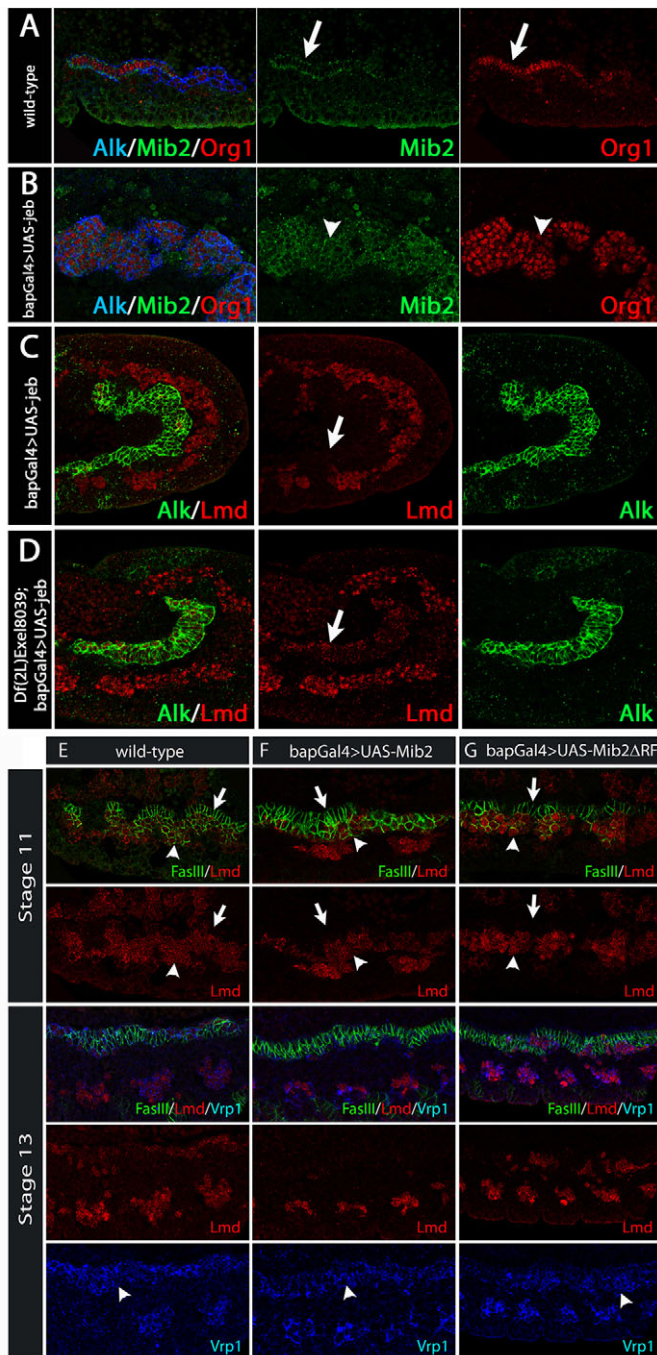 A
wild-type
Alk/Mib2/Org1
Mib2
Org1
B
bapGal4>UAS-jeb
Alk/Mib2/Org1
Mib2
Org1
C
bapGal4>UAS-jeb
Alk/Lmd
Lmd
Alk
D
Df(2L)Exel8039;
bapGal4>UAS-jeb
Alk/Lmd
Lmd
Alk
E wild-type
F bapGal4>UAS-Mib2
G bapGal4>UAS-Mib2ΔRF
Stage 11
FasIII/Lmd
FasIII/Lmd
FasIII/Lmd
Lmd
Lmd
Lmd
Stage 13
FasIII/Lmd/Vrp1
FasIII/Lmd/Vrp1
FasIII/Lmd/Vrp1
Lmd
Lmd
Lmd
Vrp1
Vrp1
Vrp1